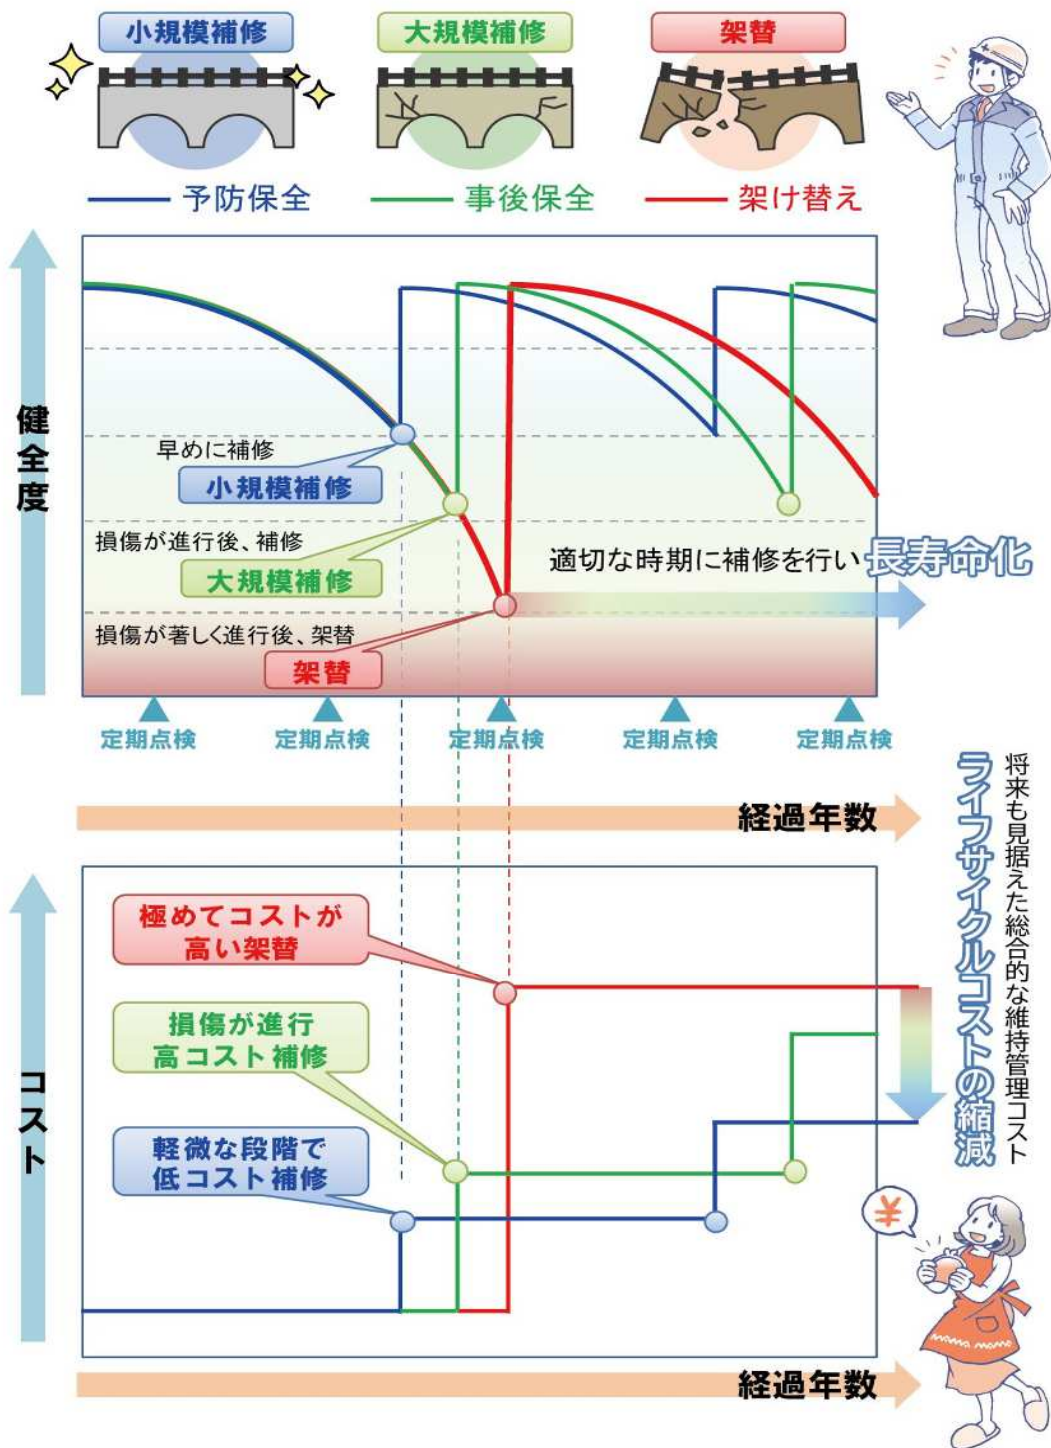 小規模補修
大規模補修
架替
予防保全
事後保全
架け替え
健全度
早めに補修
小規模補修
損傷が進行後、補修
大規模補修
適切な時期に補修を行い 長寿命化
損傷が著しく進行後、架替
架替
定期点検
定期点検
定期点検
定期点検
定期点検
経過年数
将来も見据えた総合的な維持管理コスト
ライフサイクルコストの縮減
コスト
極めてコストが
高い架替
損傷が進行
高コスト補修
軽微な段階で
低コスト補修
¥
経過年数